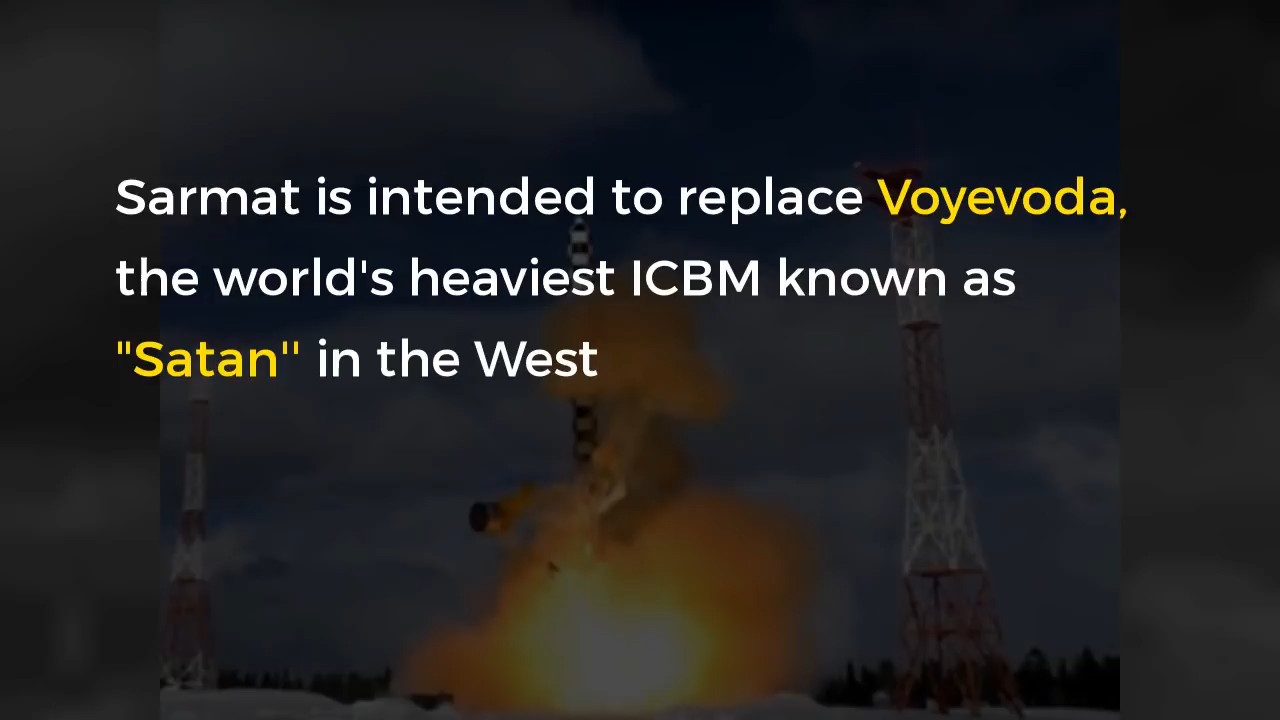 Sarmat is intended to replace Voyevoda,
the world's heaviest ICBM known as
"Satan" in the West